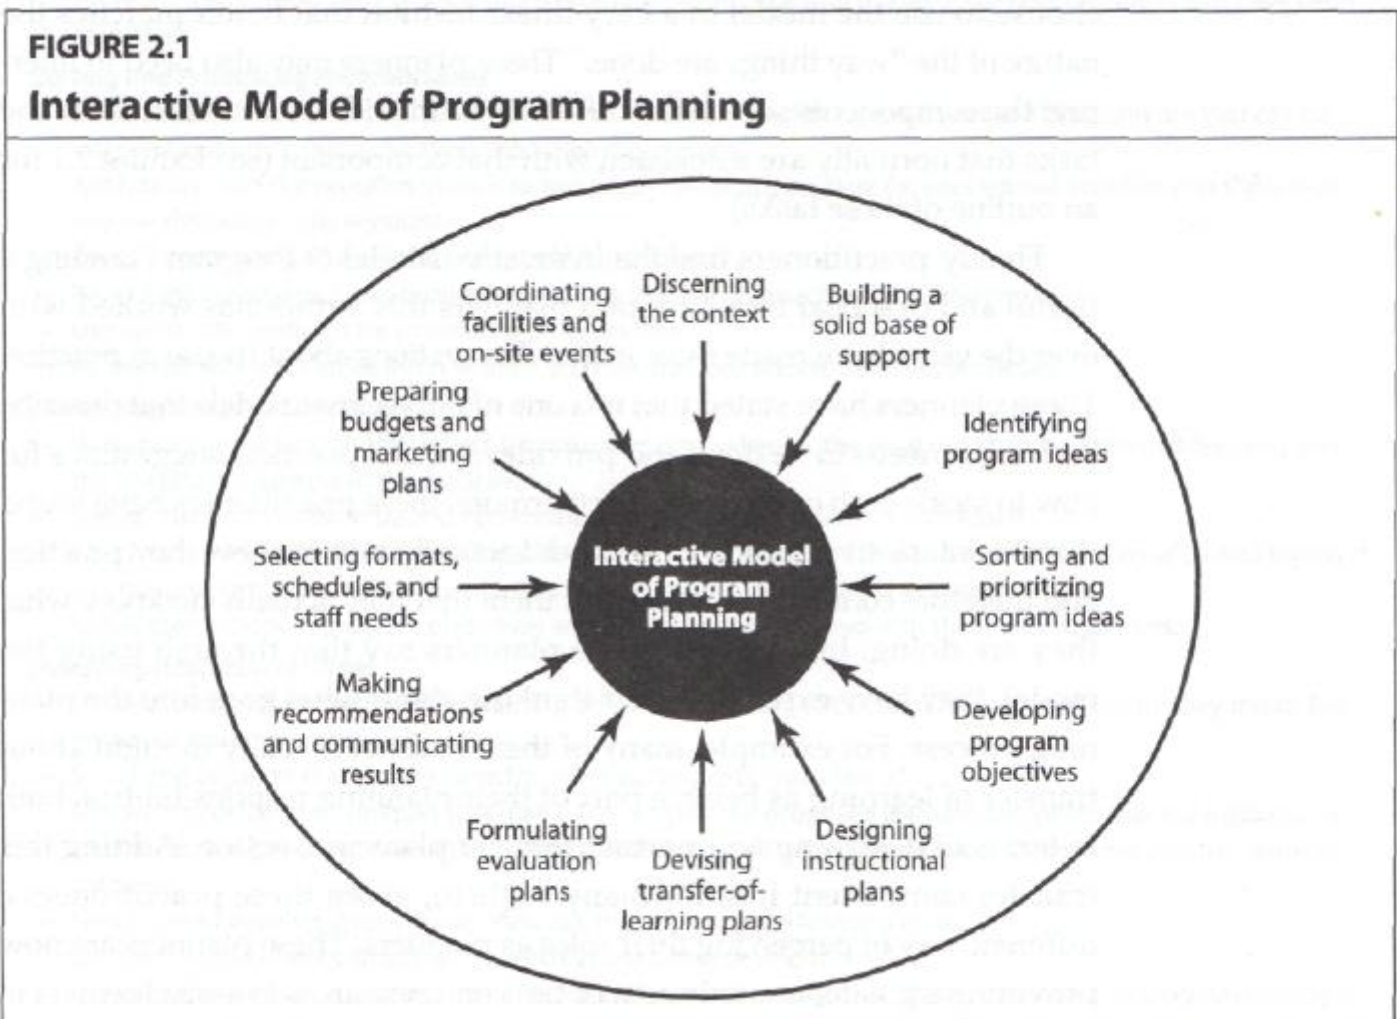 FIGURE 2.1
Interactive Model of Program Planning
Discerning
the context
Building a
solid base of
support
Identifying
program ideas
Sorting and
prioritizing
program ideas
Developing
program
objectives
Designing
instructional
plans
Devising
transfer-of-
learning plans
Formulating
evaluation
plans
Making
recommendations
and communicating
results
Selecting formats,
schedules, and
staff needs
Preparing
budgets and
marketing
plans
Coordinating
facilities and
on-site events
Interactive Model
of Program
Planning